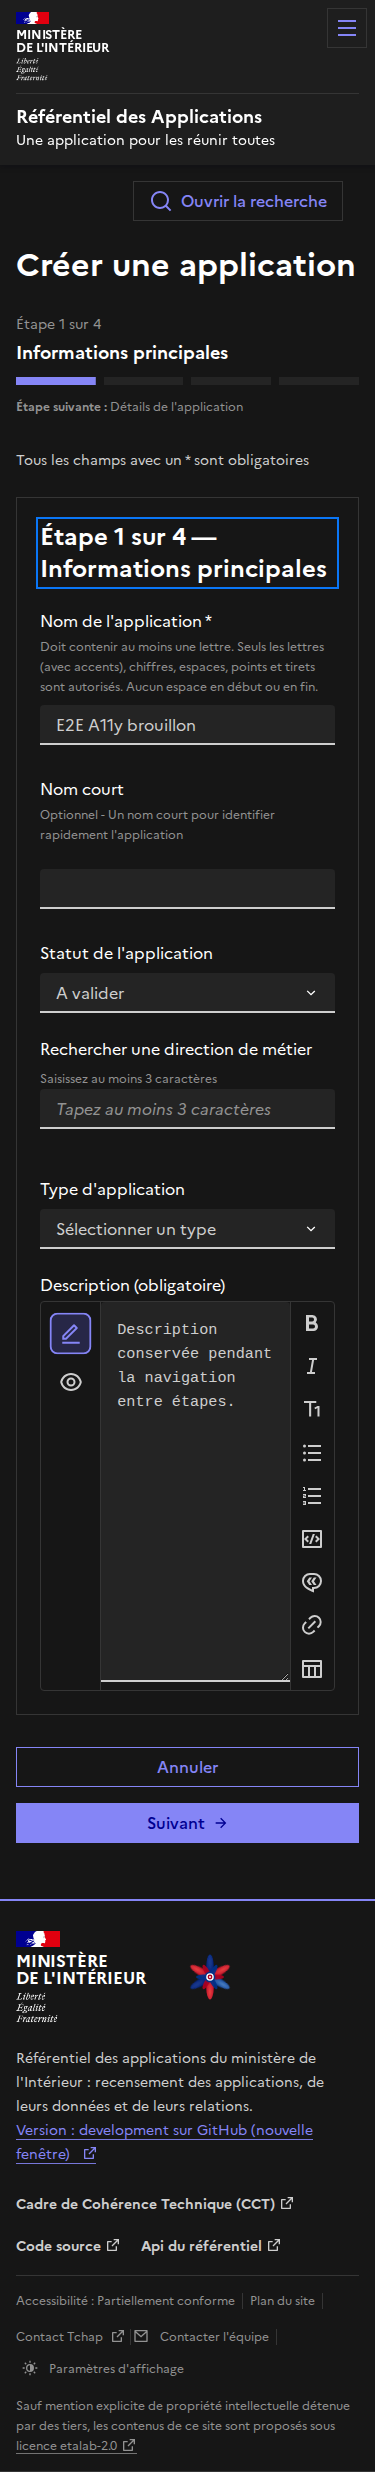 MINISTÈRE
DE L'INTÉRIEUR
Liberté
Égalité
Fraternité
Référentiel des Applications
Une application pour les réunir toutes
Ouvrir la recherche
Créer une application
Étape 1 sur 4
Informations principales
Étape suivante : Détails de l'application
Tous les champs avec un * sont obligatoires
Étape 1 sur 4 —
Informations principales
Nom de l'application *
Doit contenir au moins une lettre. Seuls les lettres
(avec accents), chiffres, espaces, points et tirets
sont autorisés. Aucun espace en début ou en fin.
E2E A11y brouillon
Nom court
Optionnel - Un nom court pour identifier
rapidement l'application
Statut de l'application
A valider
Rechercher une direction de métier
Saisissez au moins 3 caractères
Tapez au moins 3 caractères
Type d'application
Sélectionner un type
Description (obligatoire)
Description
conservée pendant
la navigation
entre étapes.
Annuler
Suivant
MINISTÈRE
DE L'INTÉRIEUR
Liberté
Égalité
Fraternité
Référentiel des applications du ministère de
l'Intérieur : recensement des applications, de
leurs données et de leurs relations.
Version : development sur GitHub (nouvelle
fenêtre)
Cadre de Cohérence Technique (CCT)
Code source Api du référentiel
Accessibilité : Partiellement conforme Plan du site
Contact Tchap Contacter l'équipe
Paramètres d'affichage
Sauf mention explicite de propriété intellectuelle détenue
par des tiers, les contenus de ce site sont proposés sous
licence etalab-2.0